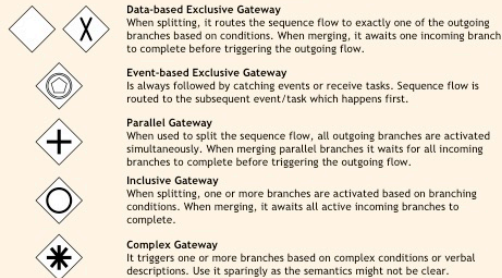 Data-based Exclusive Gateway
When splitting, it routes the sequence flow to exactly one of the outgoing
branches based on conditions. When merging, it awaits one incoming branch
to complete before triggering the outgoing flow.
Event-based Exclusive Gateway
Is always followed by catching events or receive tasks. Sequence flow is
routed to the subsequent event/task which happens first.
Parallel Gateway
When used to split the sequence flow, all outgoing branches are activated
simultaneously. When merging parallel branches it waits for all incoming
branches to complete before triggering the outgoing flow.
Inclusive Gateway
When splitting, one or more branches are activated based on branching
conditions. When merging, it awaits all active incoming branches to
complete.
Complex Gateway
It triggers one or more branches based on complex conditions or verbal
descriptions. Use it sparingly as the semantics might not be clear.